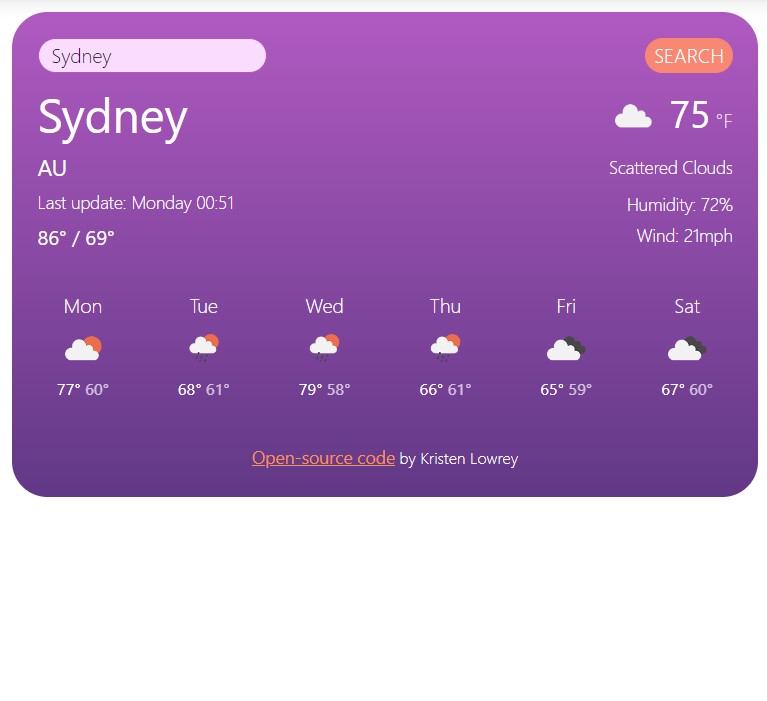 Sydney SEARCH
Sydney 75 °F
AU Scattered Clouds
Last update: Monday 00:51 Humidity: 72%
86° / 69° Wind: 21mph
Mon Tue Wed Thu Fri Sat
77° 60° 68° 61° 79° 58° 66° 61° 65° 59° 67° 60°
Open-source code by Kristen Lowrey